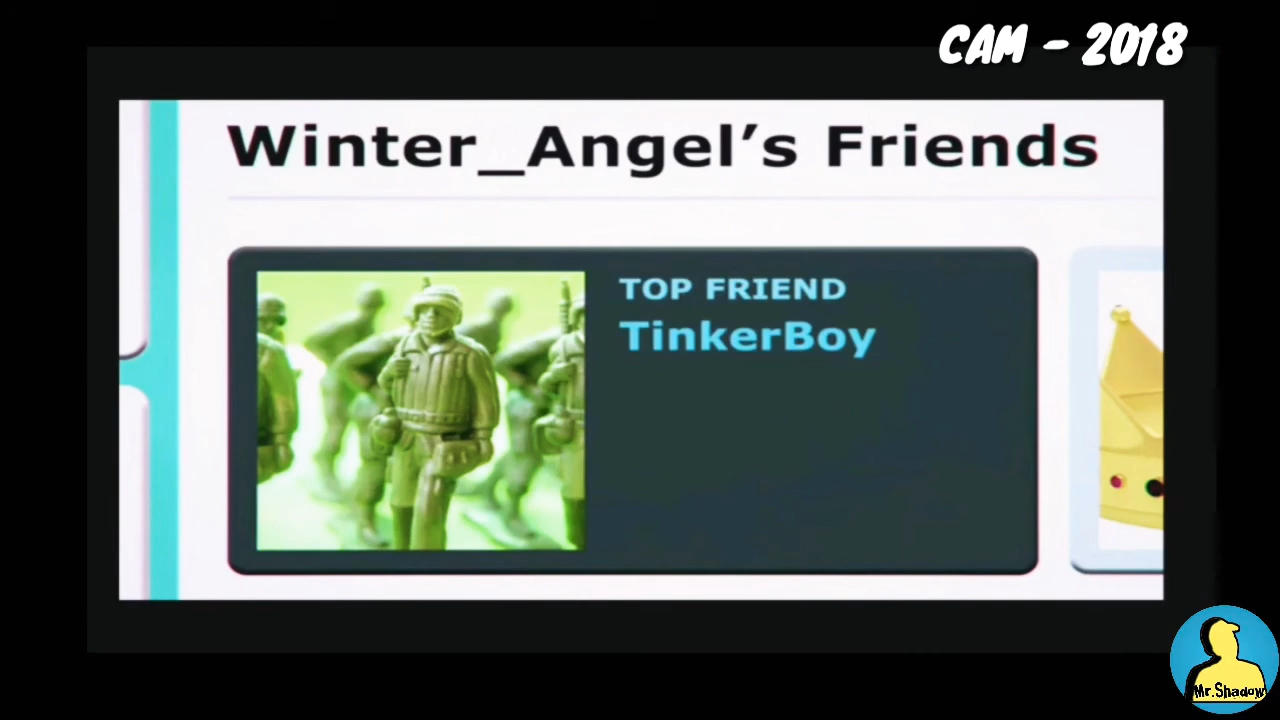 CAM - 2018
Winter_Angel’s Friends
TOP FRIEND
TinkerBoy
Mr.Shadow